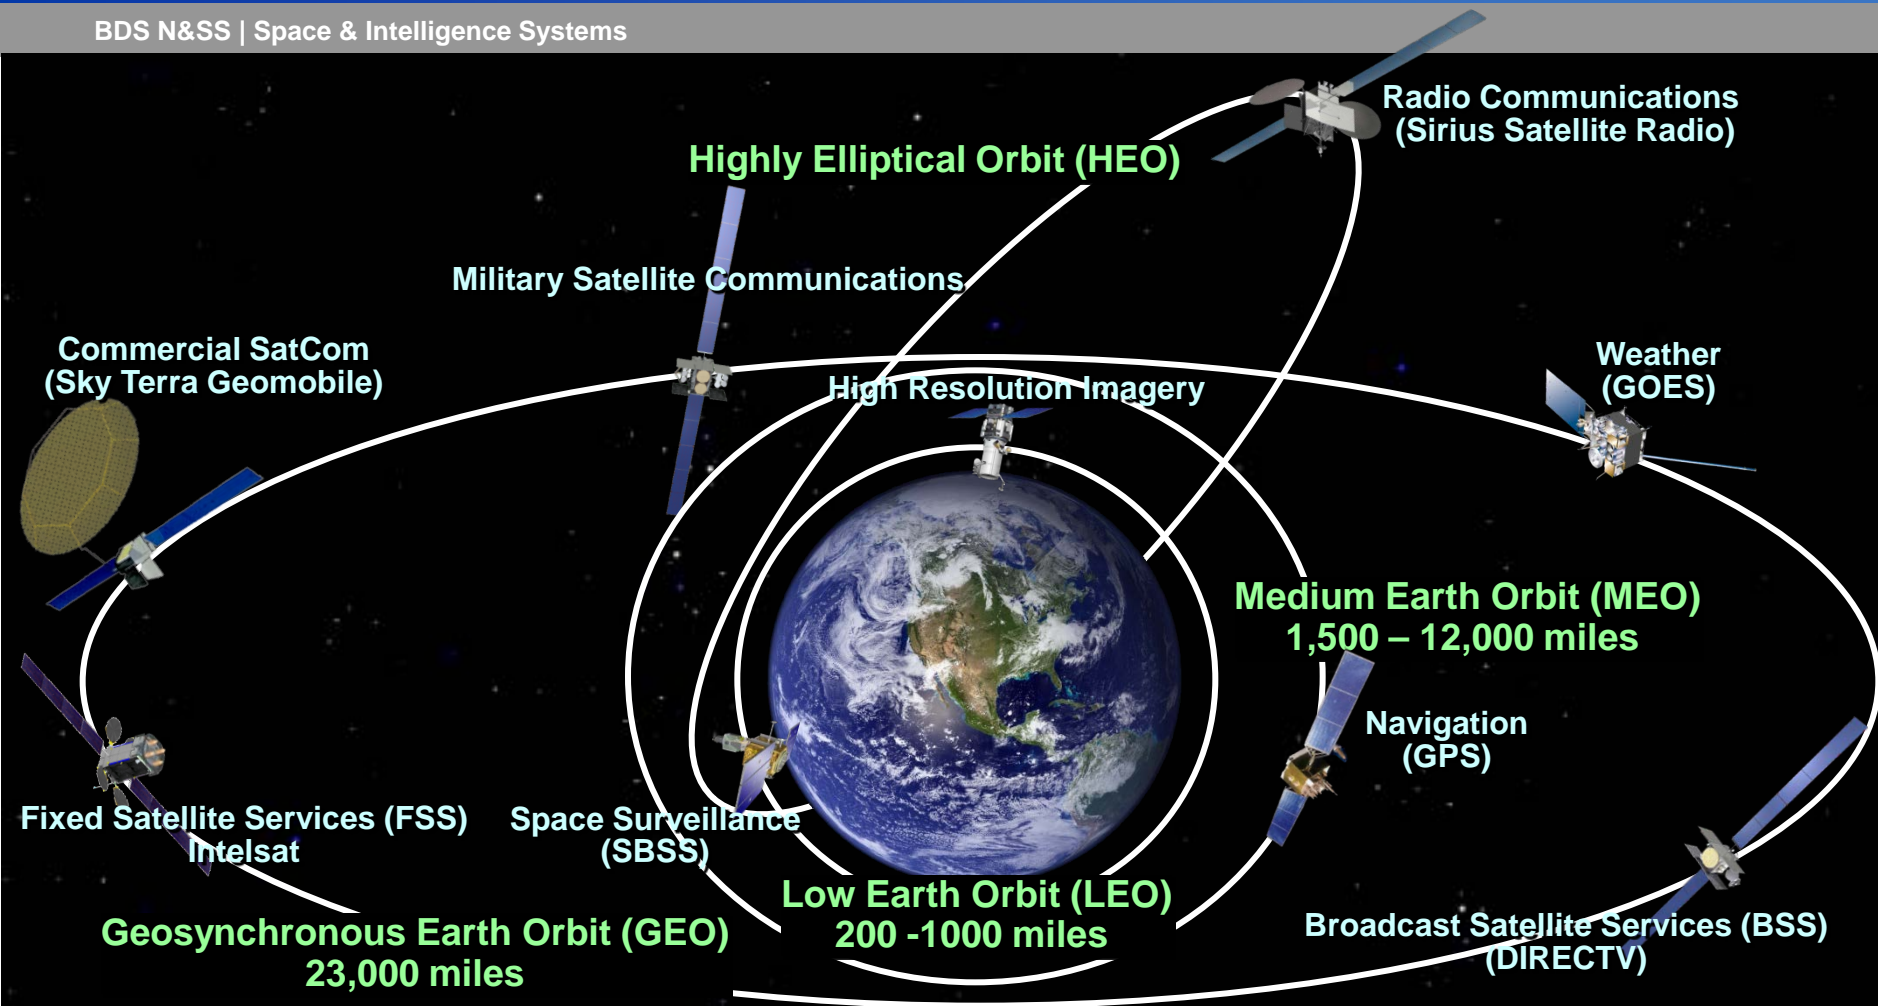 BDS N&SS | Space & Intelligence Systems
Radio Communications
(Sirius Satellite Radio)
Highly Elliptical Orbit (HEO)
Military Satellite Communications
Commercial SatCom
(Sky Terra Geomobile)
Weather
(GOES)
High Resolution Imagery
Medium Earth Orbit (MEO)
1,500 – 12,000 miles
Navigation
(GPS)
Fixed Satellite Services (FSS)
Intelsat
Space Surveillance
(SBSS)
Low Earth Orbit (LEO)
200 -1000 miles
Geosynchronous Earth Orbit (GEO)
23,000 miles
Broadcast Satellite Services (BSS)
(DIRECTV)